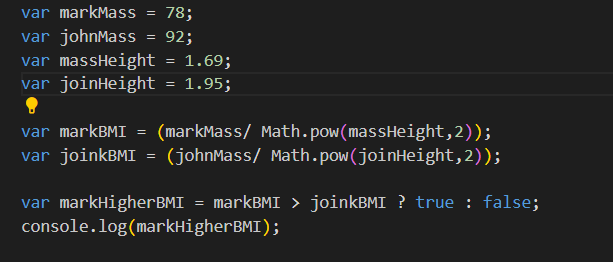 var markMass = 78;
var johnMass = 92;
var massHeight = 1.69;
var joinHeight = 1.95;
var markBMI = (markMass/ Math.pow(massHeight,2));
var joinkBMI = (johnMass/ Math.pow(joinHeight,2));
var markHigherBMI = markBMI > joinkBMI ? true : false;
console.log(markHigherBMI);